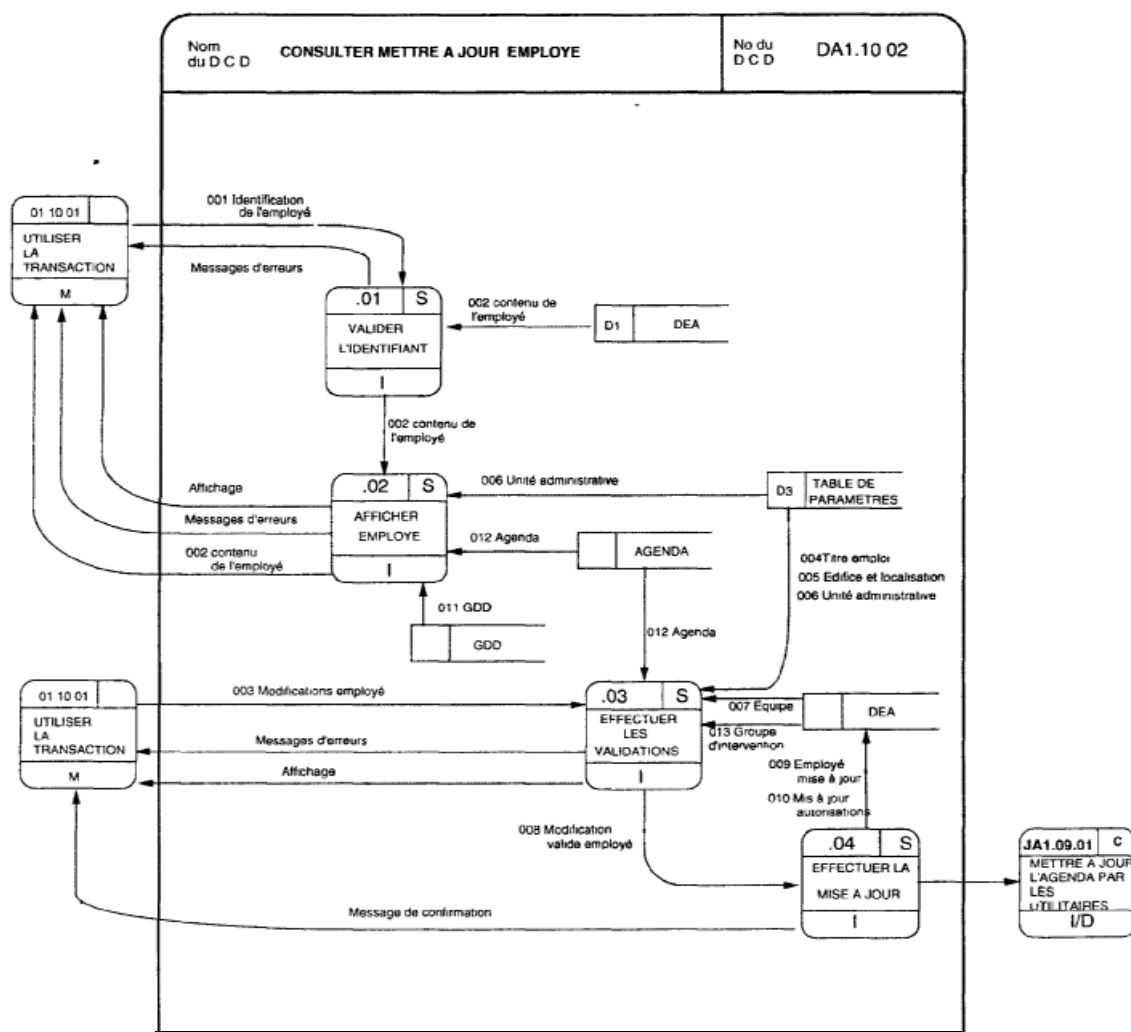 Nom
du D C D
CONSULTER METTRE A JOUR EMPLOYE
No du
D C D
DA1.10 02
01 10 01
UTILISER
LA
TRANSACTION
M
001 Identification
de l'employé
Messages d'erreurs
.01
S
VALIDER
L'IDENTIFIANT
I
002 contenu de
l'employé
D1
DEA
002 contenu de
l'employé
.02
S
AFFICHER
EMPLOYE
I
Affichage
Messages d'erreurs
002 contenu
de l'employé
006 Unité administrative
D3
TABLE DE
PARAMETRES
012 Agenda
AGENDA
004Titre emploi
005 Edifice et localisation
006 Unité administrative
011 GDD
GDD
012 Agenda
01 10 01
UTILISER
LA
TRANSACTION
M
003 Modifications employé
Messages d'erreurs
Affichage
.03
S
EFFECTUER
LES
VALIDATIONS
I
007 Equipe
DEA
013 Groupe
d'intervention
009 Employé
mise à jour
010 Mis à jour
autorisations
008 Modification
valide employé
.04
S
EFFECTUER LA
MISE A JOUR
I
JA1.09.01
C
METTRE A JOUR
L'AGENDA PAR
LES
UTILITAIRES
I/D
Message de confirmation